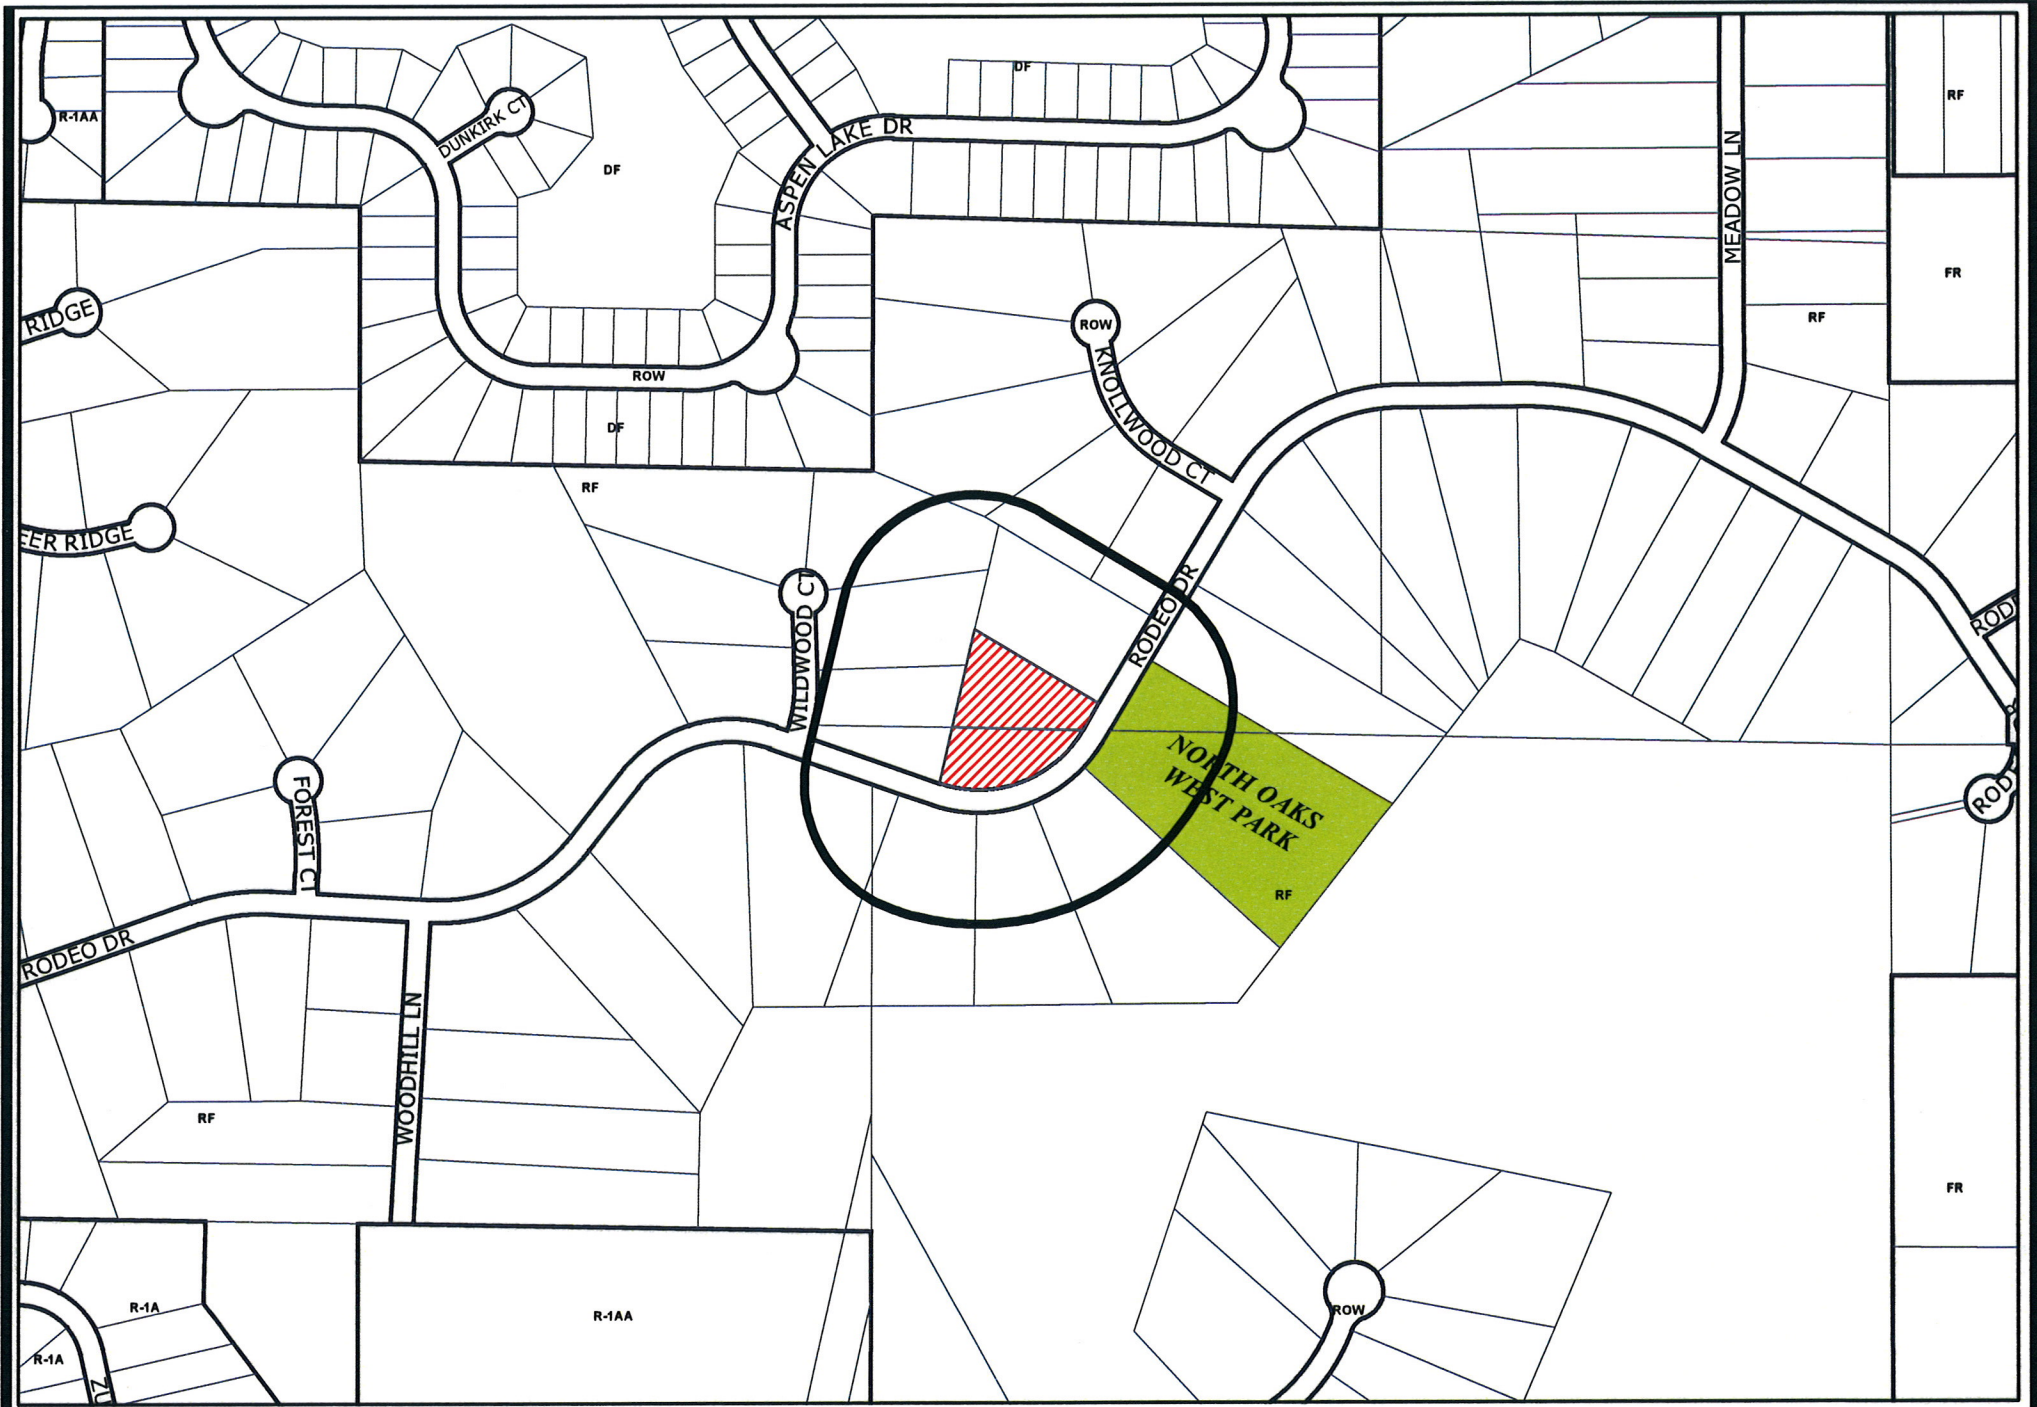 DF
RF
R-1AA
DUNKIRK CT
ASPEN LAKE DR
DF
MEADOW LN
FR
RIDGE
ROW
RF
KNOLLWOOD CT
ROW
DF
RF
EER RIDGE
WILDWOOD CT
RODEO DR
NORTH OAKS
WEST PARK
FOREST CT
RF
RODEO DR
WOODHILL LN
RF
FR
R-1A
R-1AA
ROW
R-1A